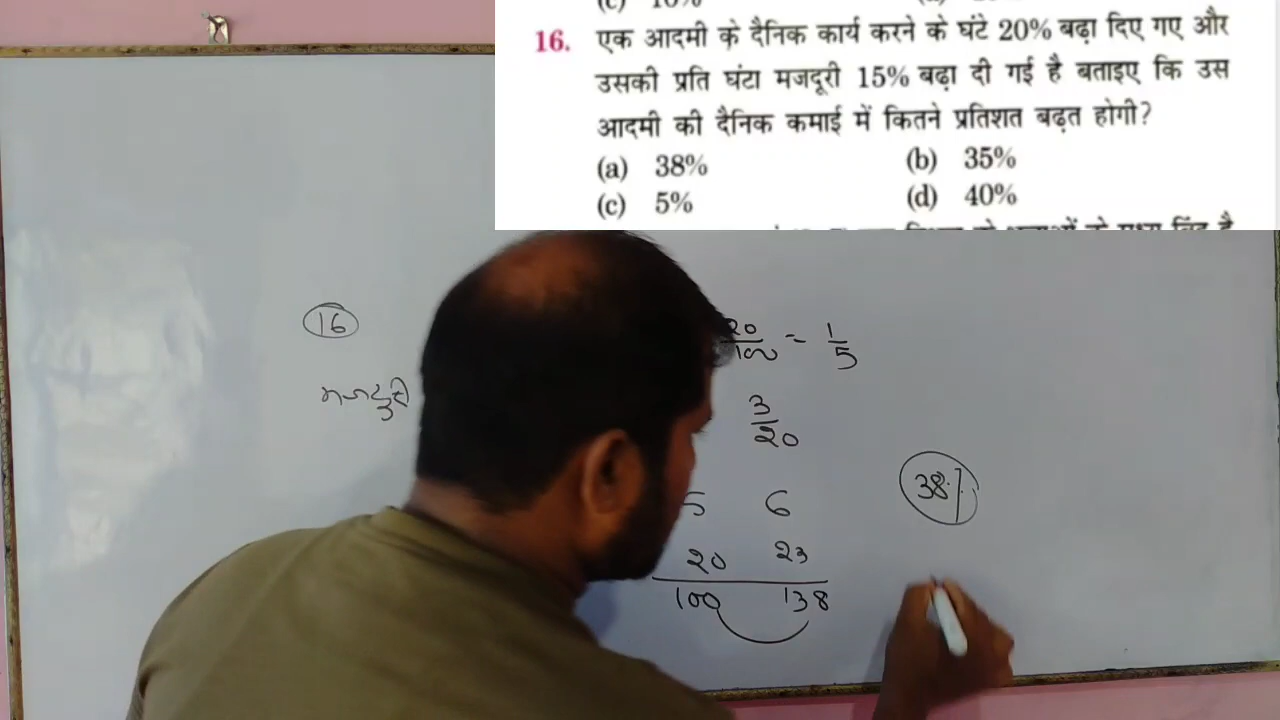 (c) 10%
16. एक आदमी के दैनिक कार्य करने के घंटे 20% बढ़ा दिए गए और
उसकी प्रति घंटा मजदूरी 15% बढ़ा दी गई है बताइए कि उस
आदमी की दैनिक कमाई में कितने प्रतिशत बढ़त होगी?
(a) 38% (b) 35%
(c) 5% (d) 40%
16
20/100 = 1/5
मजदूरी 3/20
5 6
38%
20 23
100 138